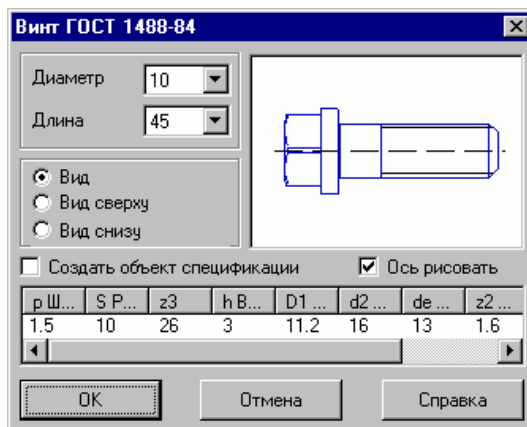 Винт ГОСТ 1488-84
Диаметр 10
Длина 45
Вид
Вид сверху
Вид снизу
Создать объект спецификации Ось рисовать
p Ш... S P... z3 h B... D1 ... d2 ... de ... z2 ...
1.5 10 26 3 11.2 16 13 1.6
OK Отмена Справка